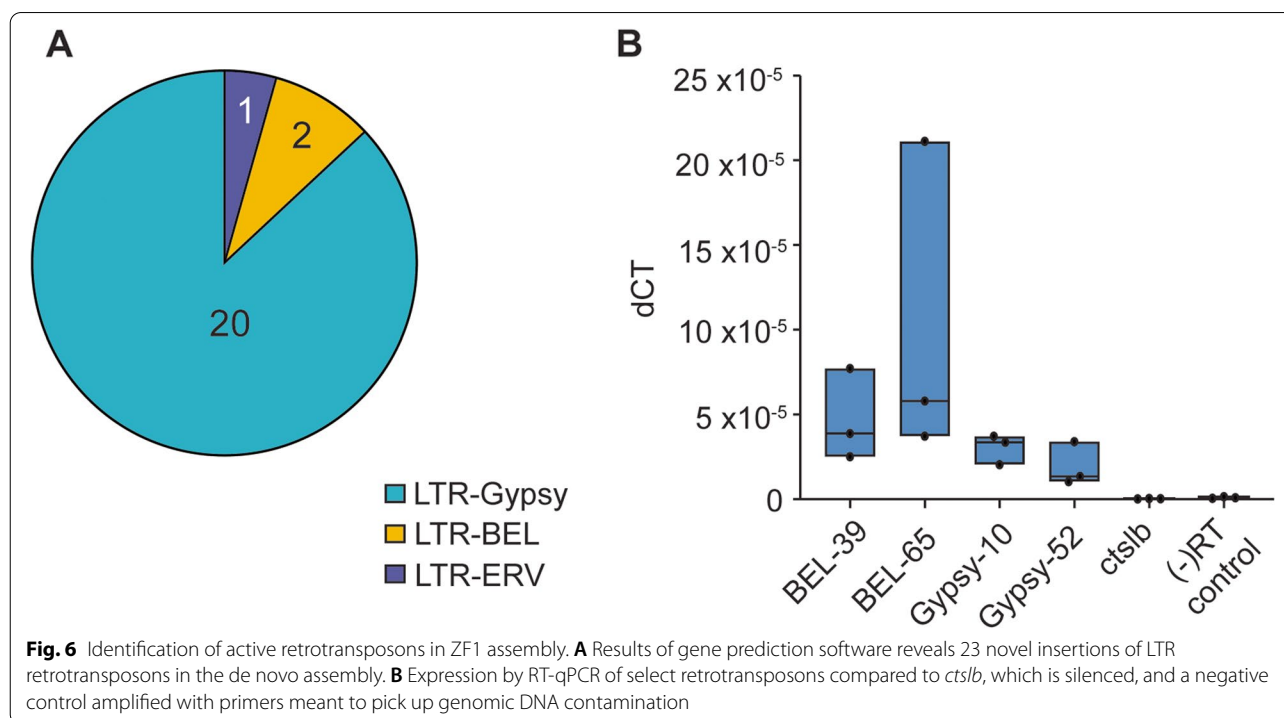 A
1
2
20
LTR-Gypsy
LTR-BEL
LTR-ERV
B
25 x10⁻⁵
20 x10⁻⁵
15 x10⁻⁵
10 x10⁻⁵
5 x10⁻⁵
0
dCT
BEL-39
BEL-65
Gypsy-10
Gypsy-52
ctslb
(-)RT
control
Fig. 6 Identification of active retrotransposons in ZF1 assembly. A Results of gene prediction software reveals 23 novel insertions of LTR
retrotransposons in the de novo assembly. B Expression by RT-qPCR of select retrotransposons compared to ctslb, which is silenced, and a negative
control amplified with primers meant to pick up genomic DNA contamination